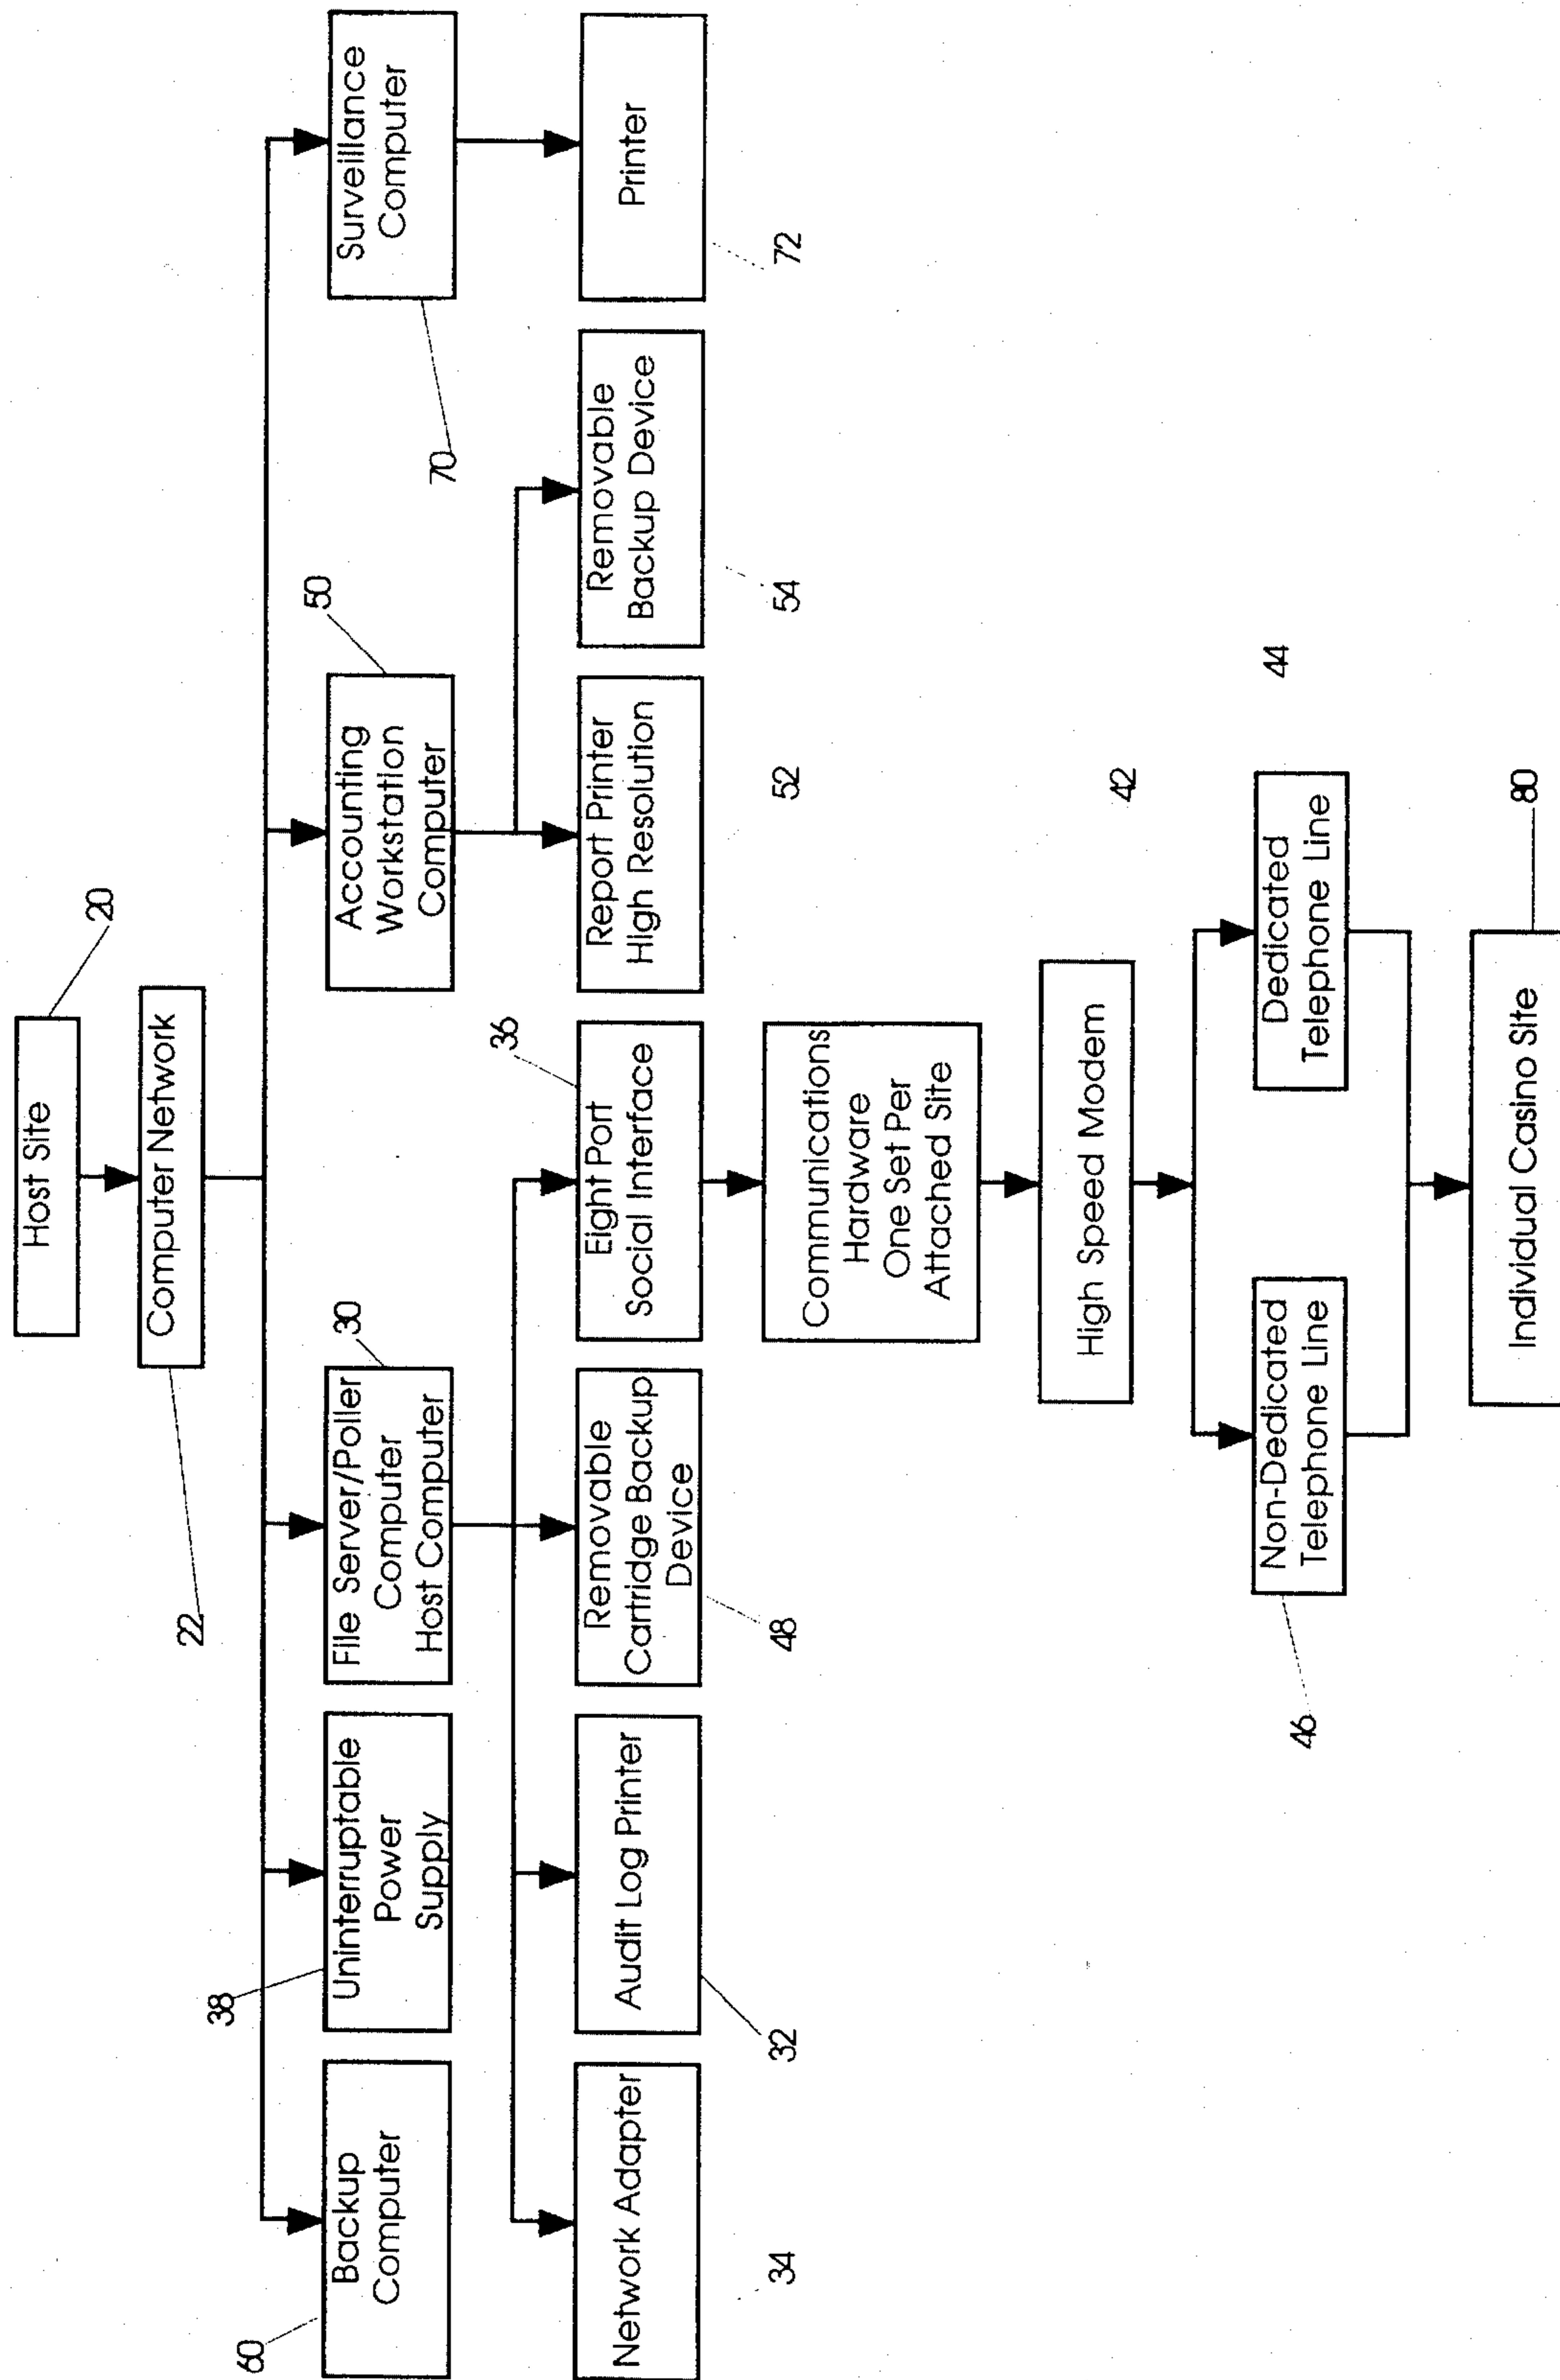 Host Site
20
Computer Network
22
Backup
Computer
60
Uninterruptable
Power
Supply
38
File Server/Poller
Computer
Host Computer
30
Accounting
Workstation
Computer
50
Surveillance
Computer
70
Network Adapter
34
Audit Log Printer
32
Removable
Cartridge Backup
Device
48
Eight Port
Social Interface
36
Report Printer
High Resolution
52
Removable
Backup Device
54
Printer
72
Communications
Hardware
One Set Per
Attached Site
High Speed Modem
42
Non-Dedicated
Telephone Line
46
Dedicated
Telephone Line
44
Individual Casino Site
80